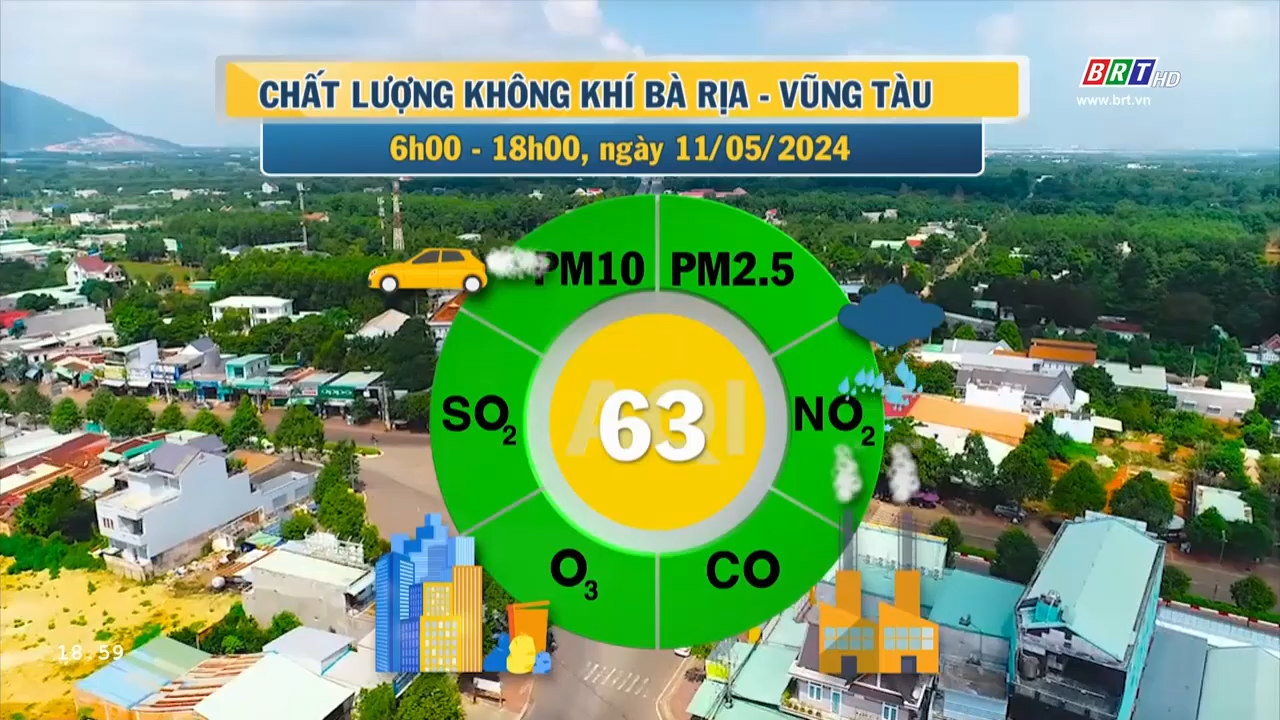 CHẤT LƯỢNG KHÔNG KHÍ BÀ RỊA - VŨNG TÀU
BRT HD
www.brt.vn
6h00 - 18h00, ngày 11/05/2024
PM10 PM2.5
SO₂ NO₂
AQI
63
O₃ CO
18:59